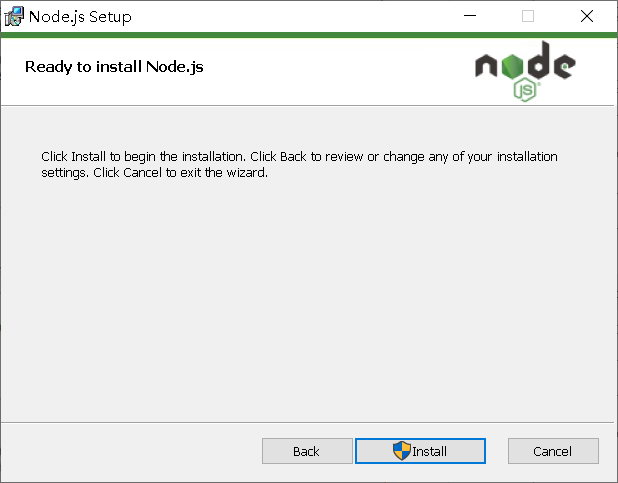 Node.js Setup
Ready to install Node.js
node
JS
Click Install to begin the installation. Click Back to review or change any of your installation
settings. Click Cancel to exit the wizard.
Back
Install
Cancel